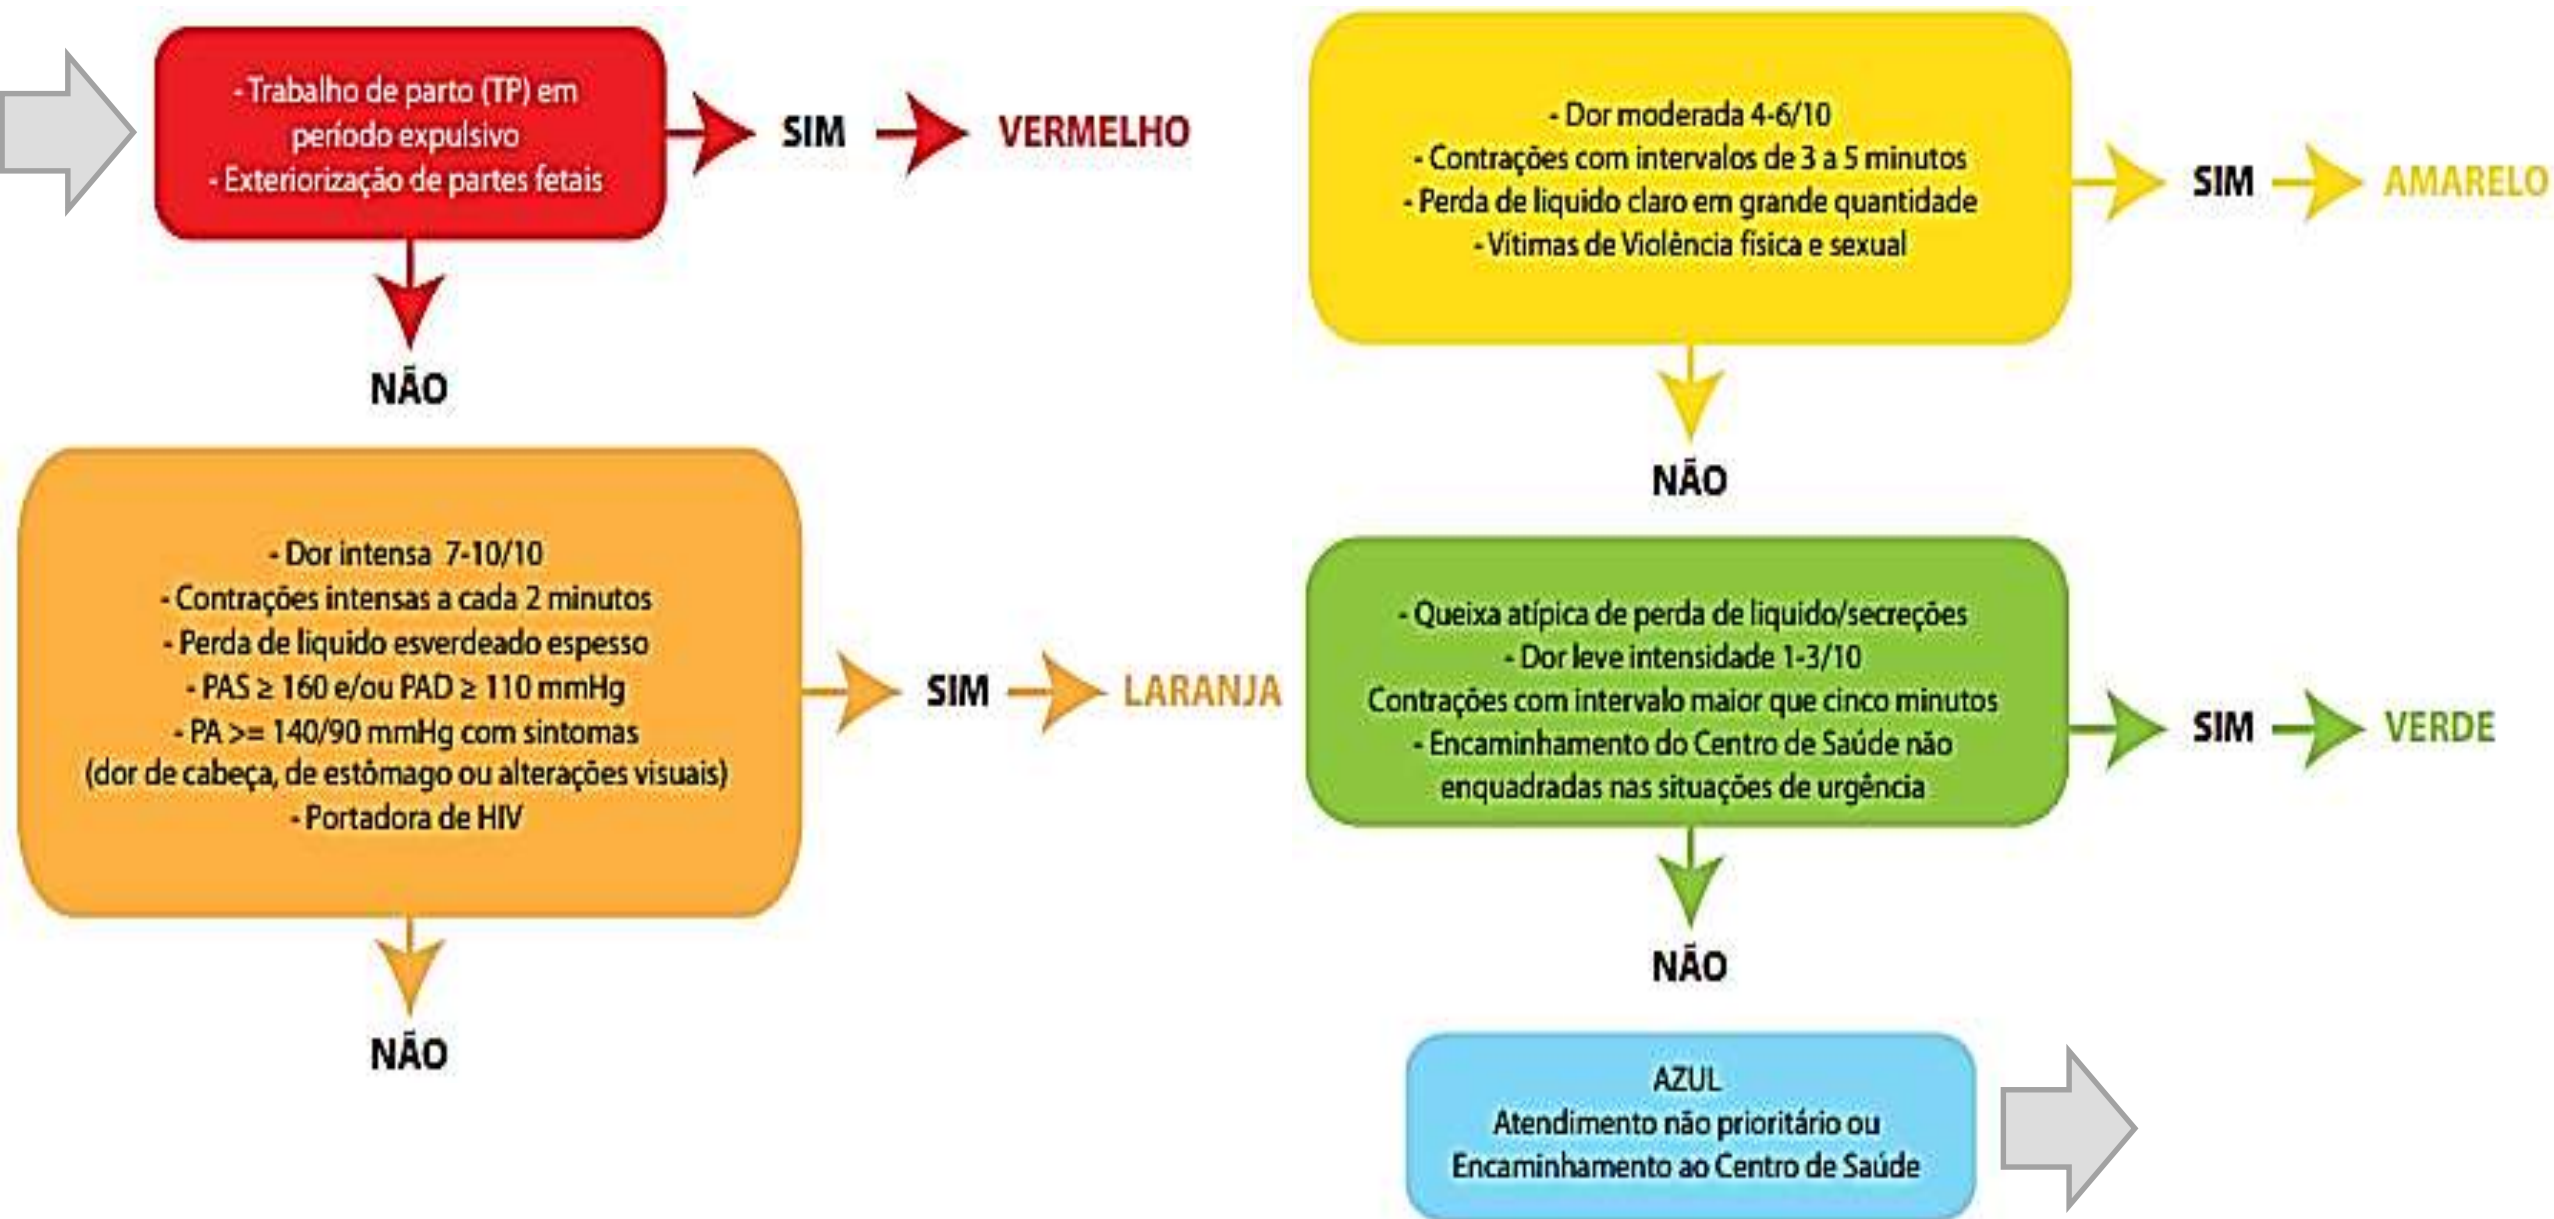 - Trabalho de parto (TP) em
período expulsivo
- Exteriorização de partes fetais
SIM
VERMELHO
NÃO
- Dor intensa 7-10/10
- Contrações intensas a cada 2 minutos
- Perda de liquido esverdeado espesso
- PAS ≥ 160 e/ou PAD ≥ 110 mmHg
- PA >= 140/90 mmHg com sintomas
(dor de cabeça, de estômago ou alterações visuais)
- Portadora de HIV
SIM
LARANJA
NÃO
- Dor moderada 4-6/10
- Contrações com intervalos de 3 a 5 minutos
- Perda de liquido claro em grande quantidade
- Vítimas de Violência física e sexual
SIM
AMARELO
NÃO
- Queixa atípica de perda de liquido/secreções
- Dor leve intensidade 1-3/10
Contrações com intervalo maior que cinco minutos
- Encaminhamento do Centro de Saúde não
enquadradas nas situações de urgência
SIM
VERDE
NÃO
AZUL
Atendimento não prioritário ou
Encaminhamento ao Centro de Saúde